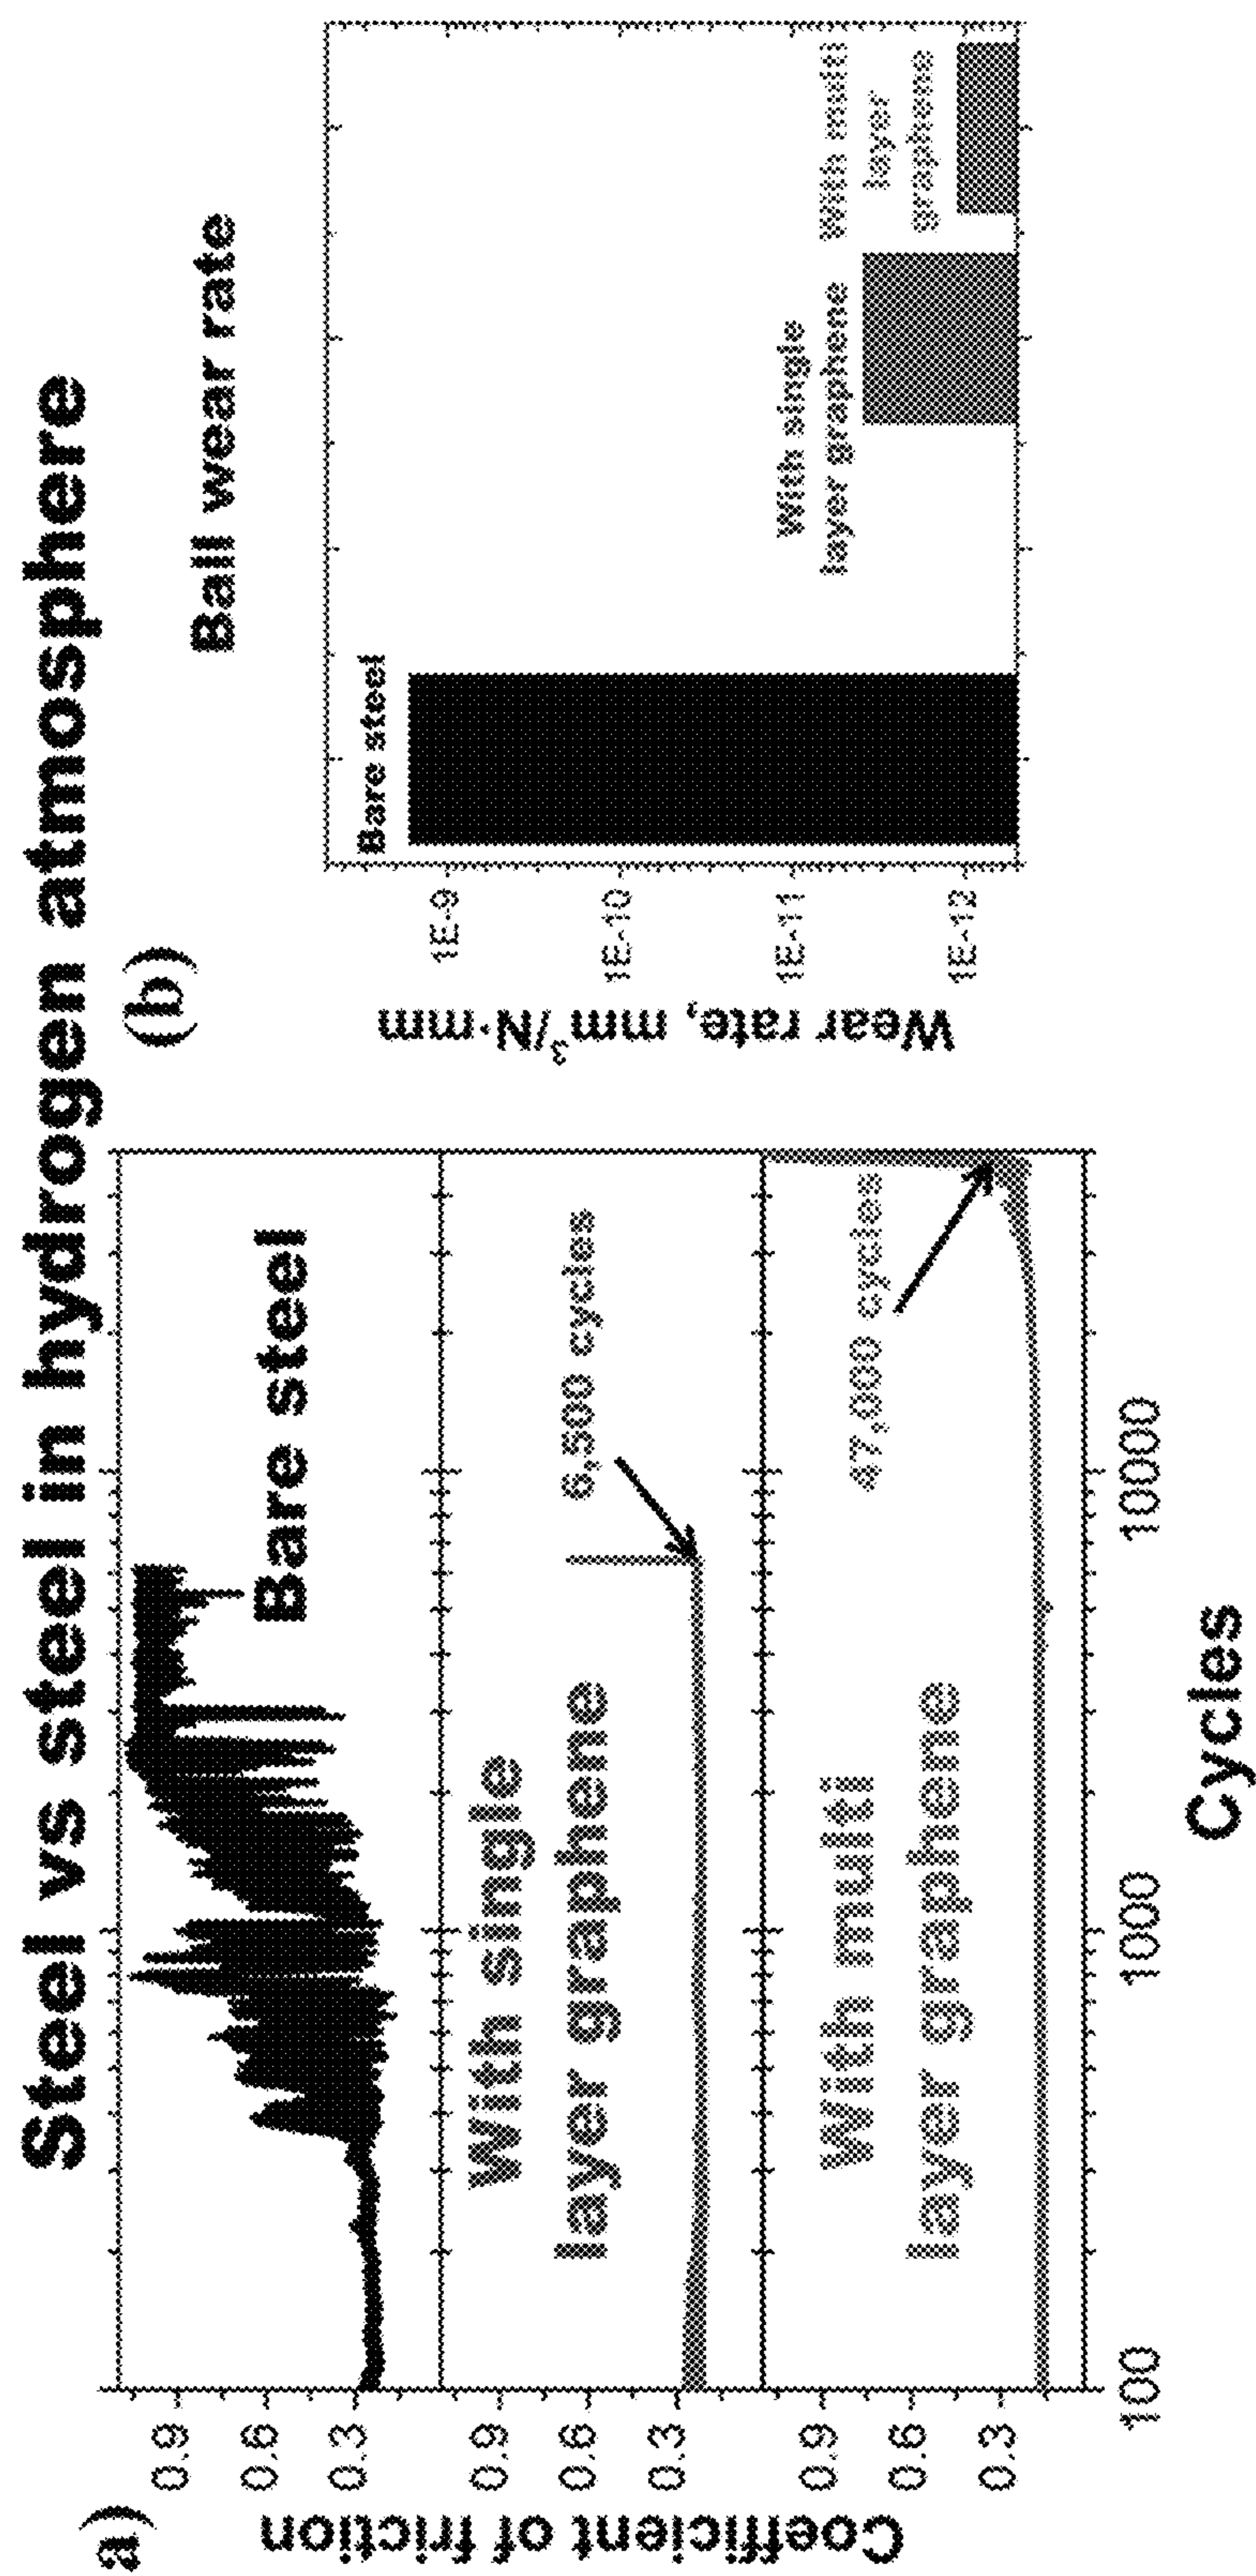 Steel vs steel in hydrogen atmosphere
a)
Coefficient of friction
0.9
0.6
0.3
Bare steel
0.9
0.6
0.3
With single
layer graphene
6,500 cycles
0.9
0.6
0.3
With multi
layer graphene
47,000 cycles
100
1000
10000
Cycles
(b)
Ball wear rate
Wear rate, mm³/N·mm
1E-9
1E-10
1E-11
1E-12
Bare steel
With single
layer graphene
With multi
layer
graphene